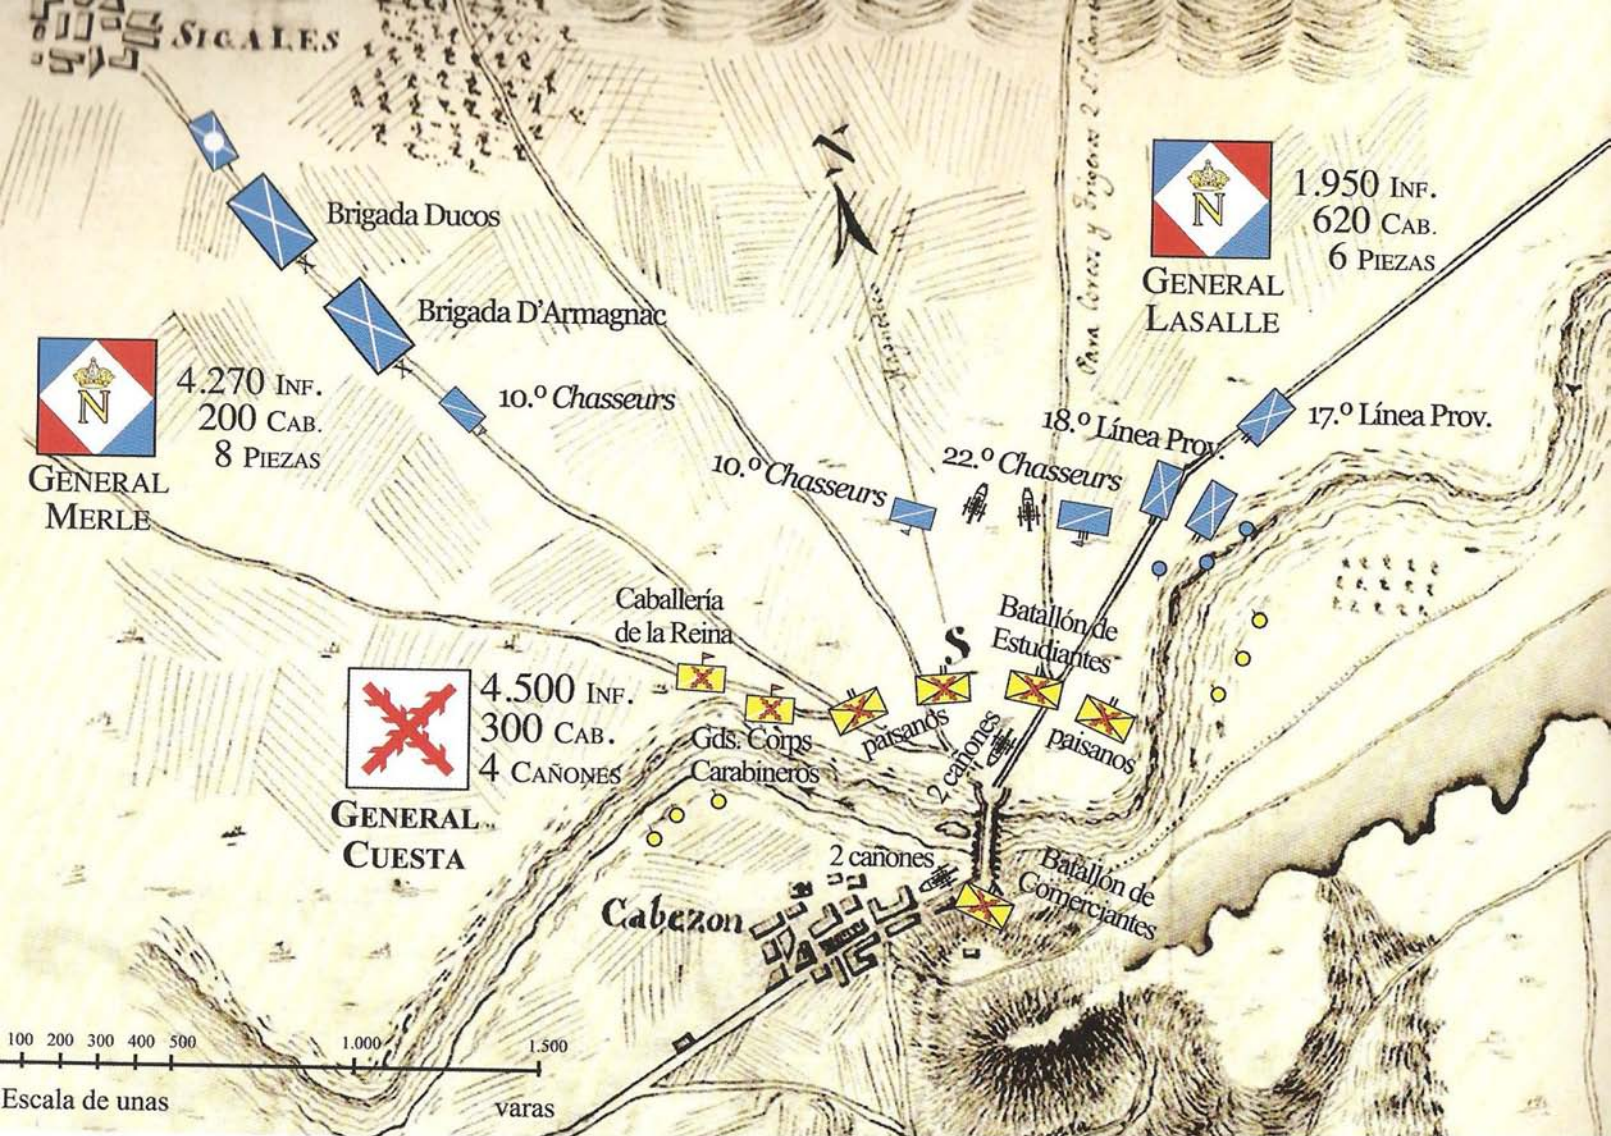 SIGALES
Brigada Ducos
Brigada D'Armagnac
10.º Chasseurs
N
GENERAL
MERLE
4.270 INF.
200 CAB.
8 PIEZAS
N
N
GENERAL
LASALLE
1.950 INF.
620 CAB.
6 PIEZAS
17.º Línea Prov.
18.º Línea Prov.
22.º Chasseurs
10.º Chasseurs
Caballería
de la Reina
Batallón de
Estudiantes
S
GENERAL
CUESTA
4.500 INF.
300 CAB.
4 CAÑONES
Gds. Còrps
Carabineros
paisanos
2 cañones
paisanos
2 cañones
Batallón de
Comerciantes
Cabezon
100 200 300 400 500 1.000 1.500
Escala de unas varas